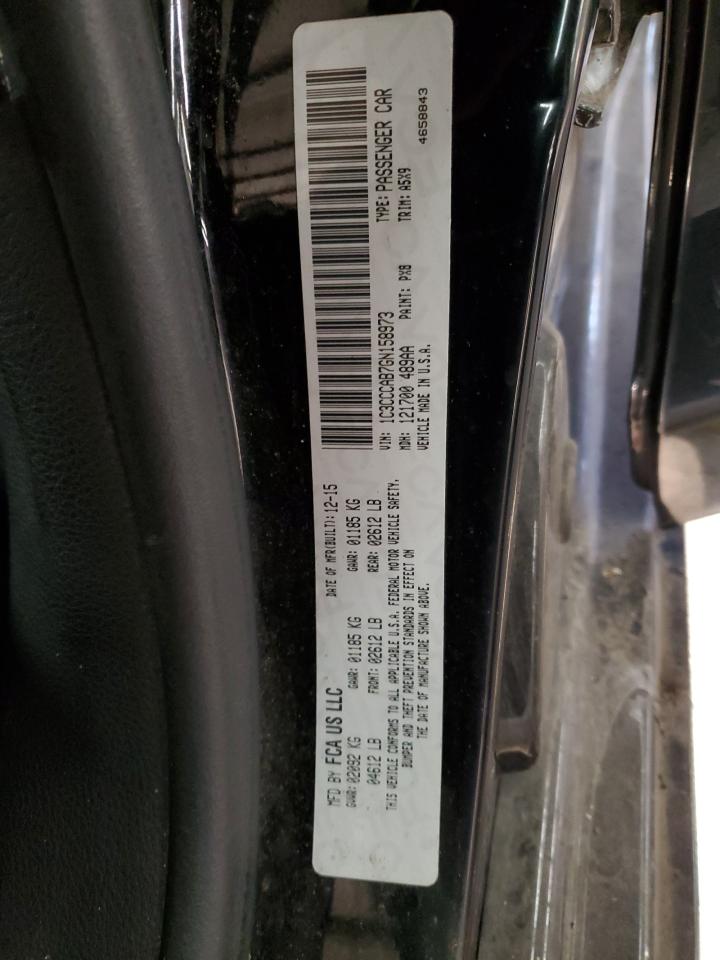 MFD BY FCA US LLC
DATE OF MFR(BUILT): 12-15
GVWR: 02092 KG
GAWR: 01185 KG
GAWR: 01185 KG
04612 LB
FRONT: 02612 LB
REAR: 02612 LB
THIS VEHICLE CONFORMS TO ALL APPLICABLE U.S.A. FEDERAL MOTOR VEHICLE SAFETY,
BUMPER AND THEFT PREVENTION STANDARDS IN EFFECT ON
THE DATE OF MANUFACTURE SHOWN ABOVE.
VIN: 1C3CCCAB7GN158973
TYPE: PASSENGER CAR
MDH: 121700 489AA
PAINT: PX8
TRIM: A5X9
VEHICLE MADE IN U.S.A.
4658843